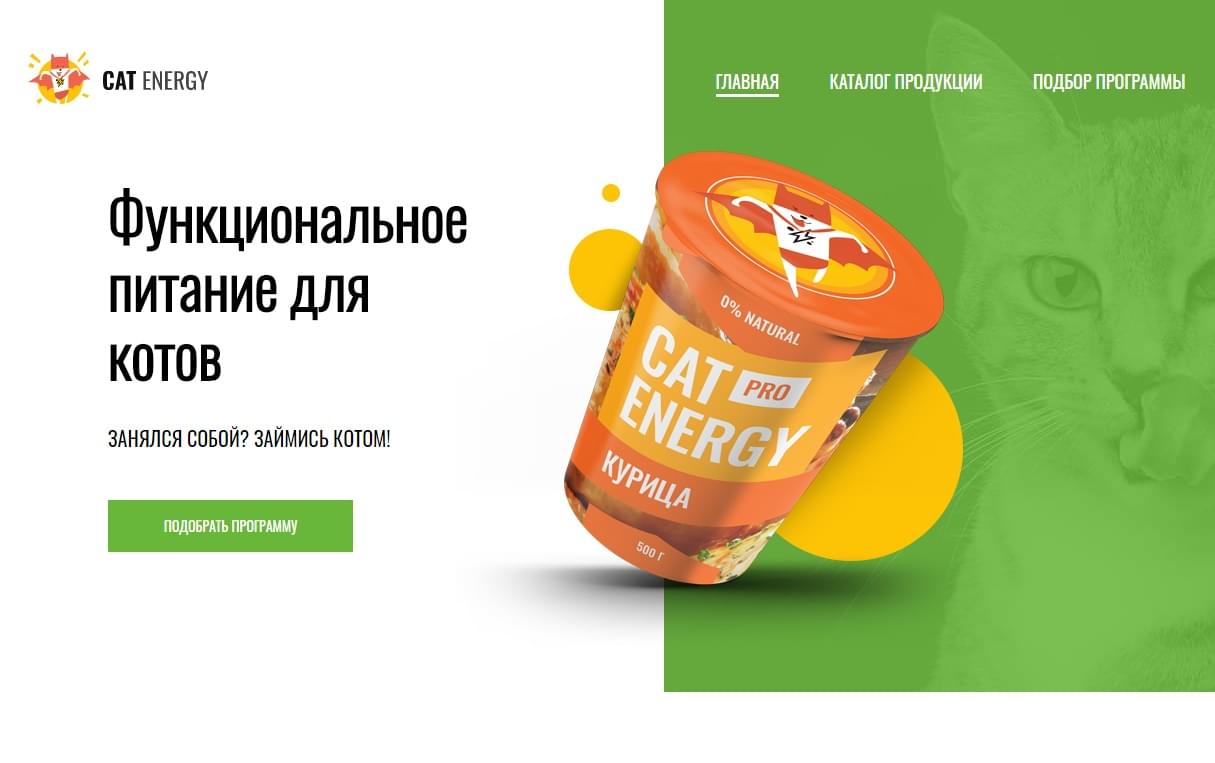 CAT ENERGY
ГЛАВНАЯ КАТАЛОГ ПРОДУКЦИИ ПОДБОР ПРОГРАММЫ
Функциональное
питание для
котов
ЗАНЯЛСЯ СОБОЙ? ЗАЙМИСЬ КОТОМ!
ПОДОБРАТЬ ПРОГРАММУ
0% NATURAL
CAT PRO
ENERGY
КУРИЦА
500 Г